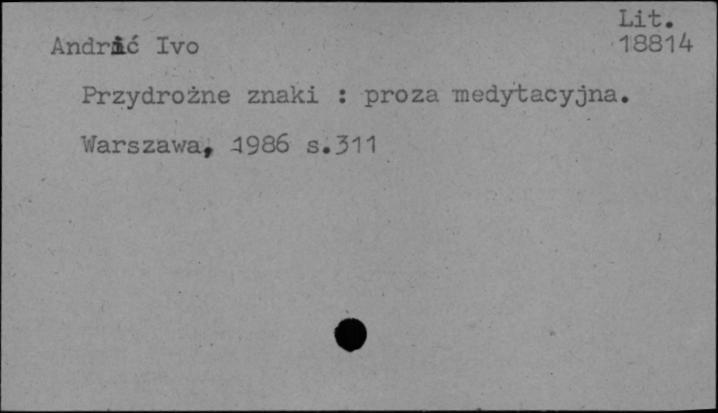 Lit.
18814
Andrić Ivo
Przydrożne znaki : proza medytacyjna.
Warszawa, 1986 s.311